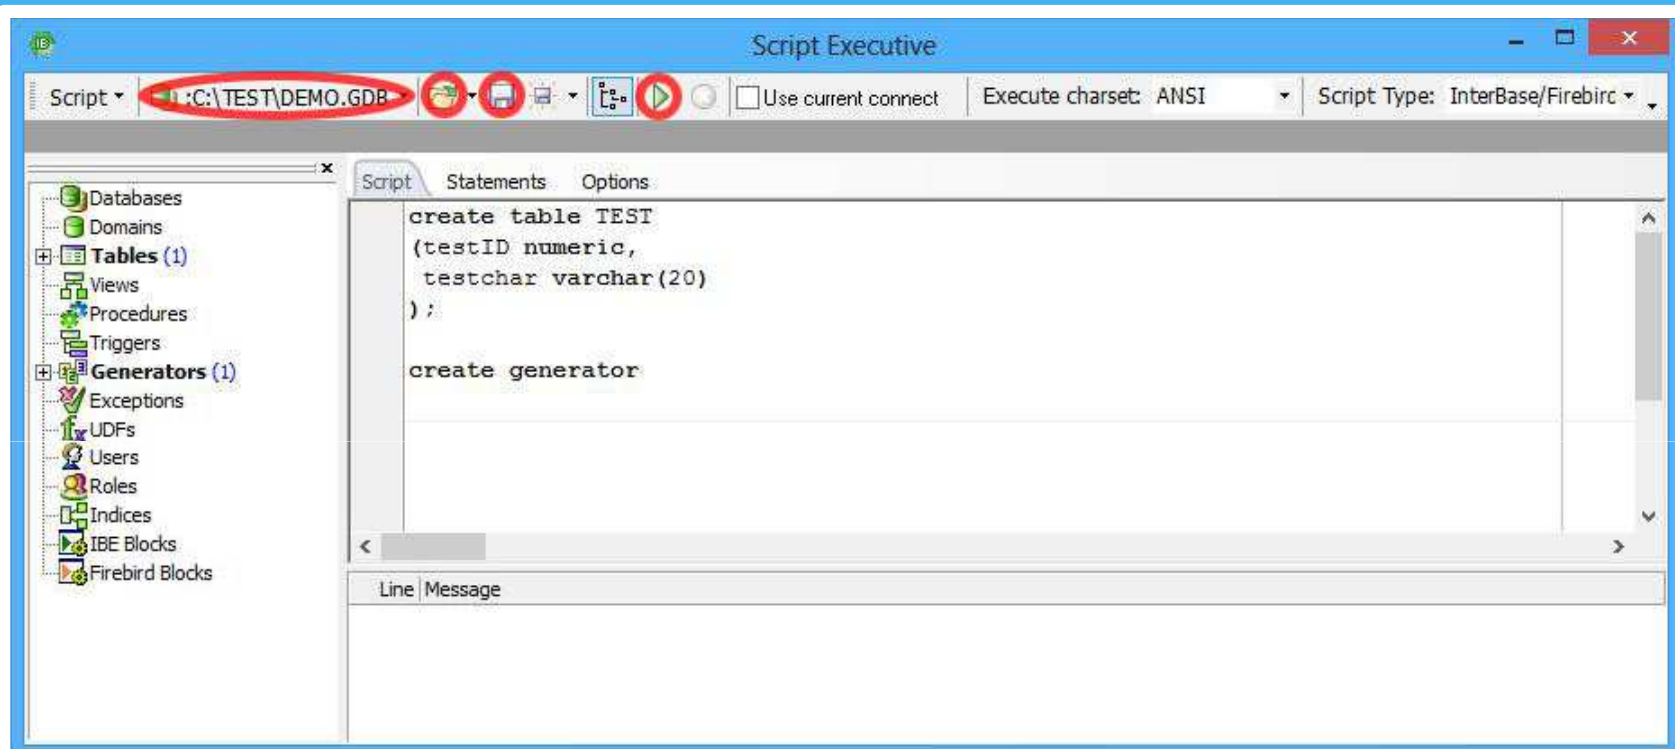 Script Executive
Script :C:\TEST\DEMO.GDB Use current connect Execute charset: ANSI Script Type: InterBase/Firebirc
Databases
Domains
Tables (1)
Views
Procedures
Triggers
Generators (1)
Exceptions
UDFs
Users
Roles
Indices
IBE Blocks
Firebird Blocks
Script Statements Options
create table TEST
(testID numeric,
testchar varchar(20)
);
create generator
Line Message